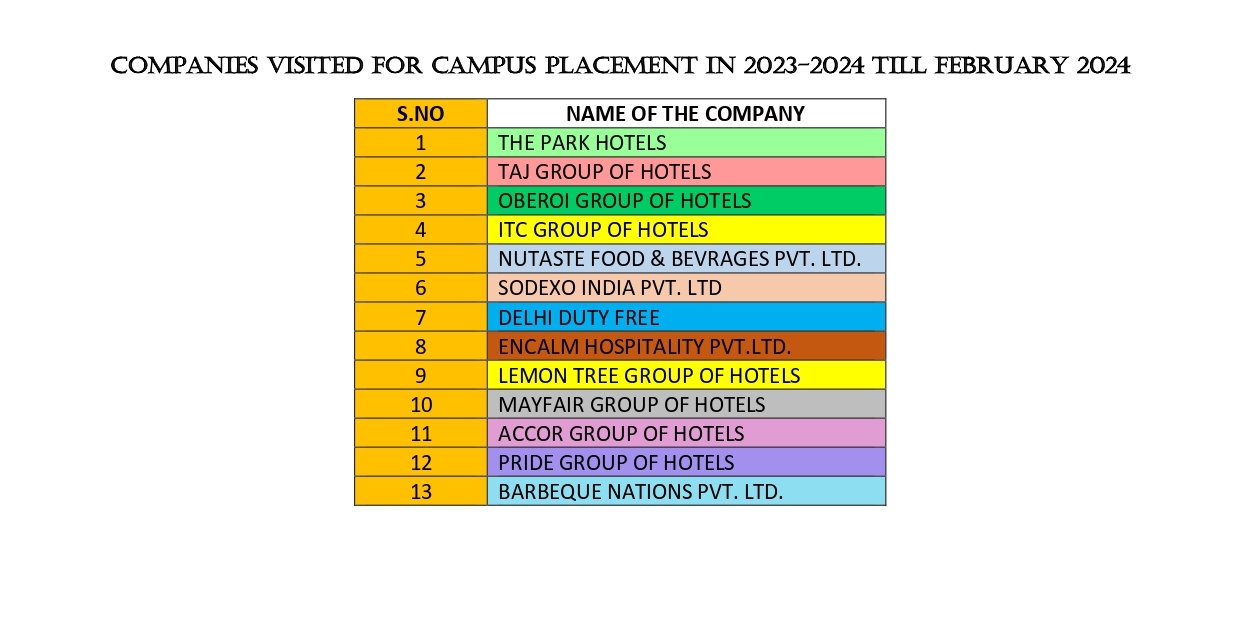 COMPANIES VISITED FOR CAMPUS PLACEMENT IN 2023-2024 TILL FEBRUARY 2024
S.NO NAME OF THE COMPANY
1 THE PARK HOTELS
2 TAJ GROUP OF HOTELS
3 OBEROI GROUP OF HOTELS
4 ITC GROUP OF HOTELS
5 NUTASTE FOOD & BEVRAGES PVT. LTD.
6 SODEXO INDIA PVT. LTD
7 DELHI DUTY FREE
8 ENCALM HOSPITALITY PVT.LTD.
9 LEMON TREE GROUP OF HOTELS
10 MAYFAIR GROUP OF HOTELS
11 ACCOR GROUP OF HOTELS
12 PRIDE GROUP OF HOTELS
13 BARBEQUE NATIONS PVT. LTD.